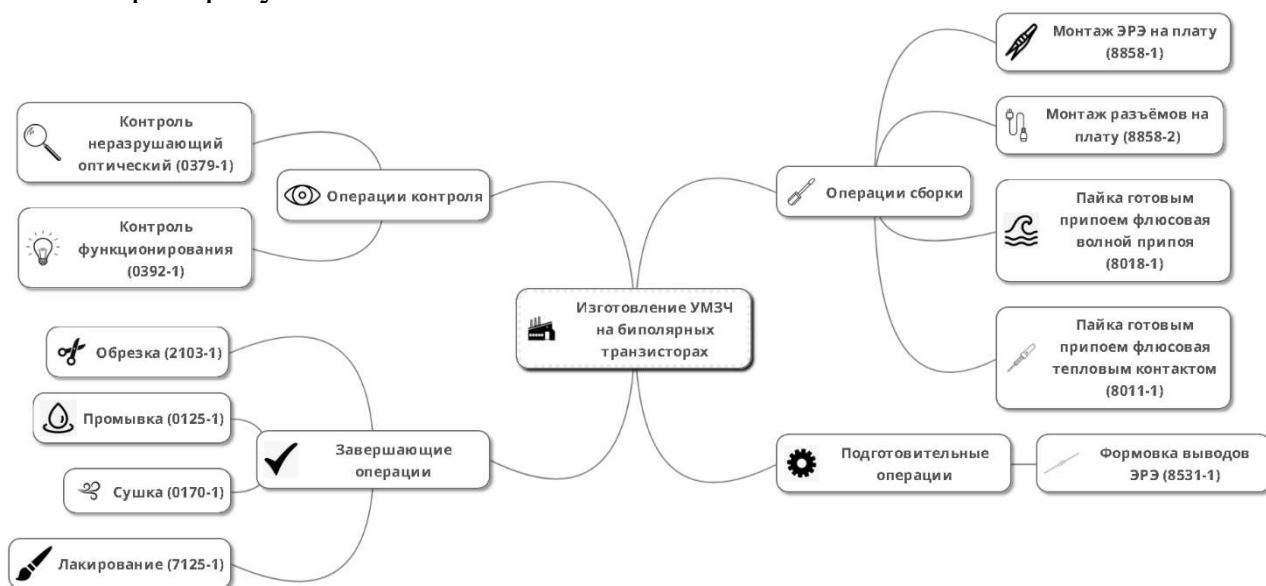 Монтаж ЭРЭ на плату
(8858-1)
Контроль
неразрушающий
оптический (0379-1)
Монтаж разъёмов на
плату (8858-2)
Операции контроля
Операции сборки
Контроль
функционирования
(0392-1)
Пайка готовым
припоем флюсовая
волной припоя
(8018-1)
Изготовление УМЗЧ
на биполярных
транзисторах
Обрезка (2103-1)
Пайка готовым
припоем флюсовая
тепловым контактом
(8011-1)
Промывка (0125-1)
Завершающие
операции
Подготовительные
операции
Формовка выводов
ЭРЭ (8531-1)
Сушка (0170-1)
Лакирование (7125-1)